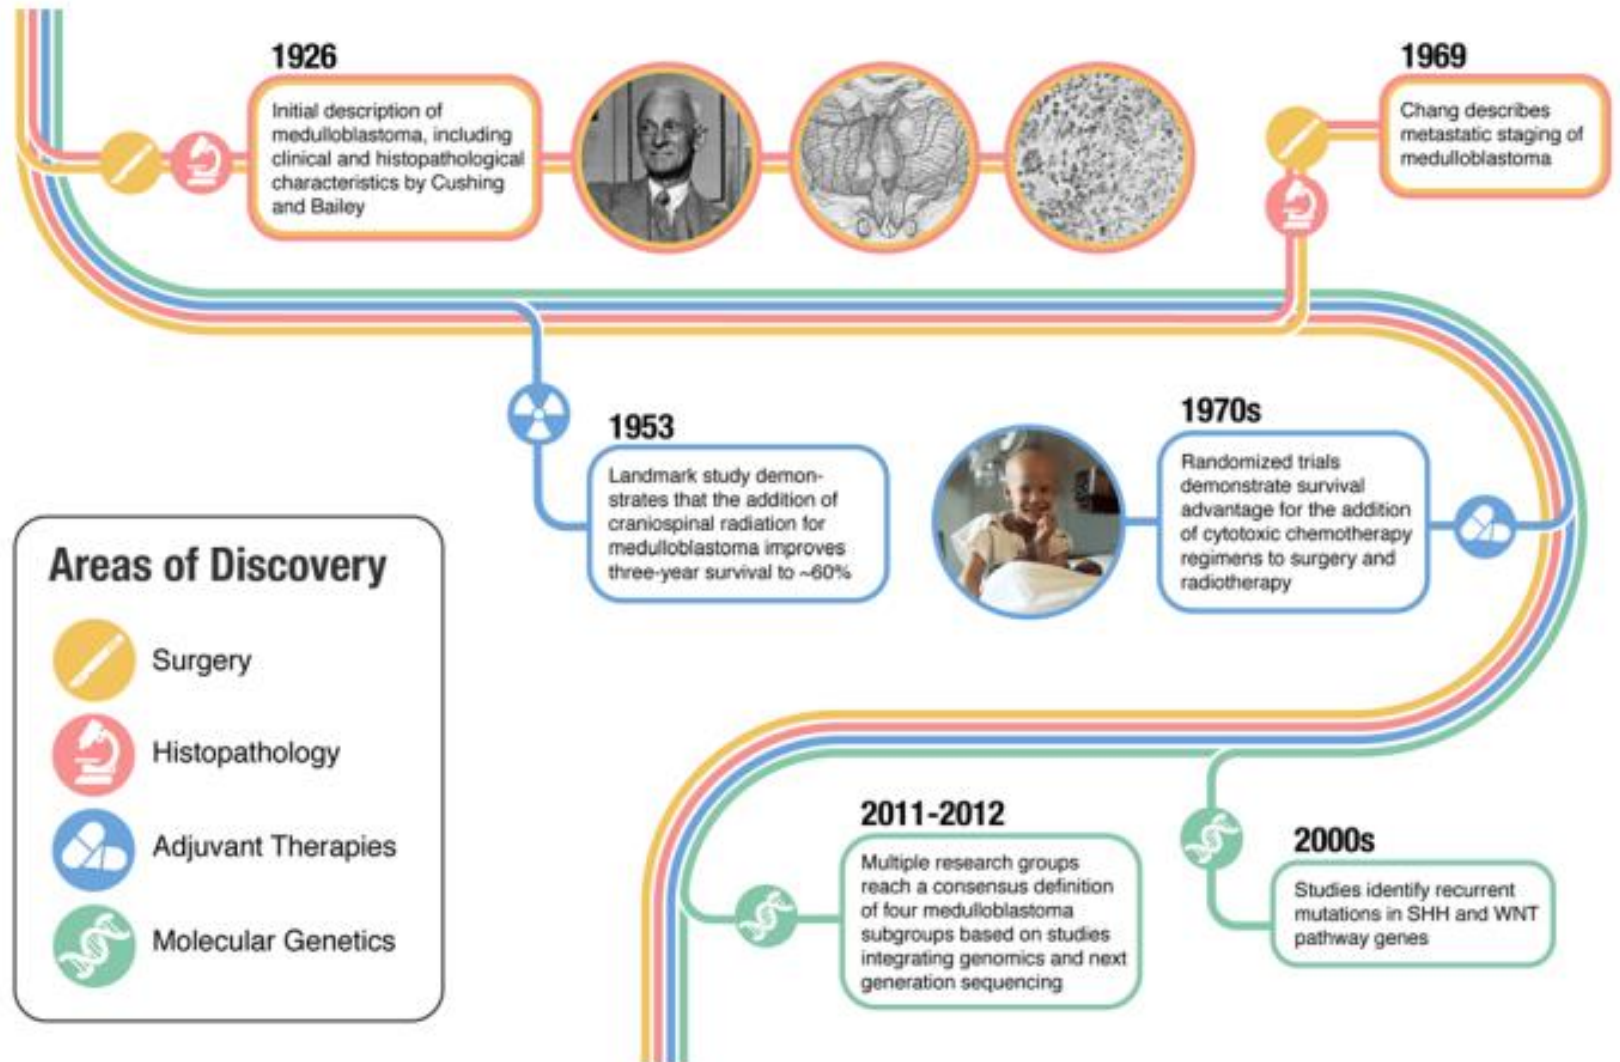 1926
Initial description of
medulloblastoma, including
clinical and histopathological
characteristics by Cushing
and Bailey
1969
Chang describes
metastatic staging of
medulloblastoma
1953
Landmark study demon-
strates that the addition of
craniospinal radiation for
medulloblastoma improves
three-year survival to ~60%
1970s
Randomized trials
demonstrate survival
advantage for the addition
of cytotoxic chemotherapy
regimens to surgery and
radiotherapy
Areas of Discovery
Surgery
Histopathology
Adjuvant Therapies
Molecular Genetics
2011-2012
Multiple research groups
reach a consensus definition
of four medulloblastoma
subgroups based on studies
integrating genomics and next
generation sequencing
2000s
Studies identify recurrent
mutations in SHH and WNT
pathway genes